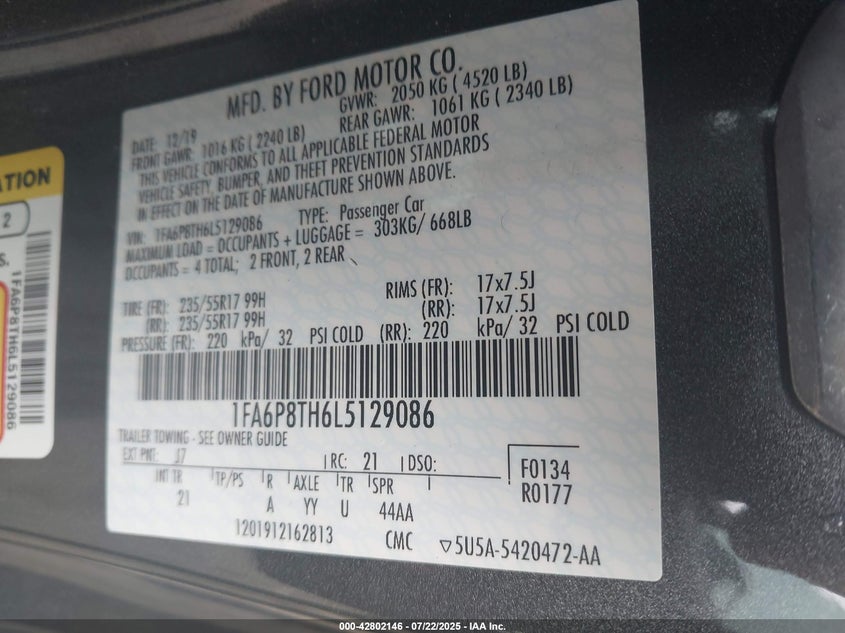 MFD. BY FORD MOTOR CO.
DATE: 12/19 GVWR: 2050 KG ( 4520 LB)
FRONT GAWR: 1016 KG ( 2240 LB) REAR GAWR: 1061 KG ( 2340 LB)
THIS VEHICLE CONFORMS TO ALL APPLICABLE FEDERAL MOTOR
VEHICLE SAFETY, BUMPER, AND THEFT PREVENTION STANDARDS
IN EFFECT ON THE DATE OF MANUFACTURE SHOWN ABOVE.
VIN: 1FA6P8TH6L5129086 TYPE: Passenger Car
MAXIMUM LOAD = OCCUPANTS + LUGGAGE = 303KG/ 668LB
OCCUPANTS = 4 TOTAL; 2 FRONT, 2 REAR
TIRE (FR): 235/55R17 99H RIMS (FR): 17x7.5J
(RR): 235/55R17 99H (RR): 17x7.5J
PRESSURE (FR): 220 kPa/ 32 PSI COLD (RR): 220 kPa/ 32 PSI COLD
1FA6P8TH6L5129086
TRAILER TOWING - SEE OWNER GUIDE
EXT PNT: J7 RC: 21 DSO: F0134
INT TR TP/PS R AXLE TR SPR R0177
21 A YY U 44AA
1201912162813 CMC ▽5U5A-5420472-AA
ATION
2
S.
1FA6P8TH6L5129086
000-42802146 - 07/22/2025 - IAA Inc.